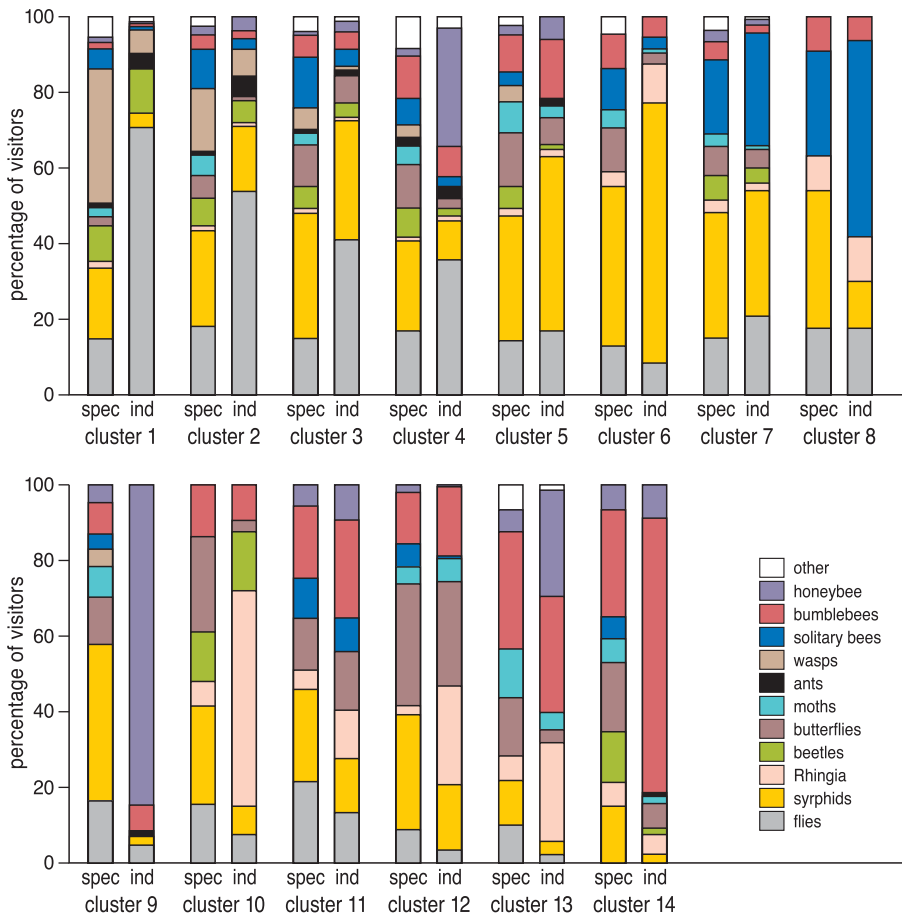 percentage of visitors
100
80
60
40
20
0
spec ind spec ind spec ind spec ind spec ind spec ind spec ind spec ind
cluster 1 cluster 2 cluster 3 cluster 4 cluster 5 cluster 6 cluster 7 cluster 8
percentage of visitors
100
80
60
40
20
0
spec ind spec ind spec ind spec ind spec ind spec ind
cluster 9 cluster 10 cluster 11 cluster 12 cluster 13 cluster 14
other
honeybee
bumblebees
solitary bees
wasps
ants
moths
butterflies
beetles
Rhingia
syrphids
flies